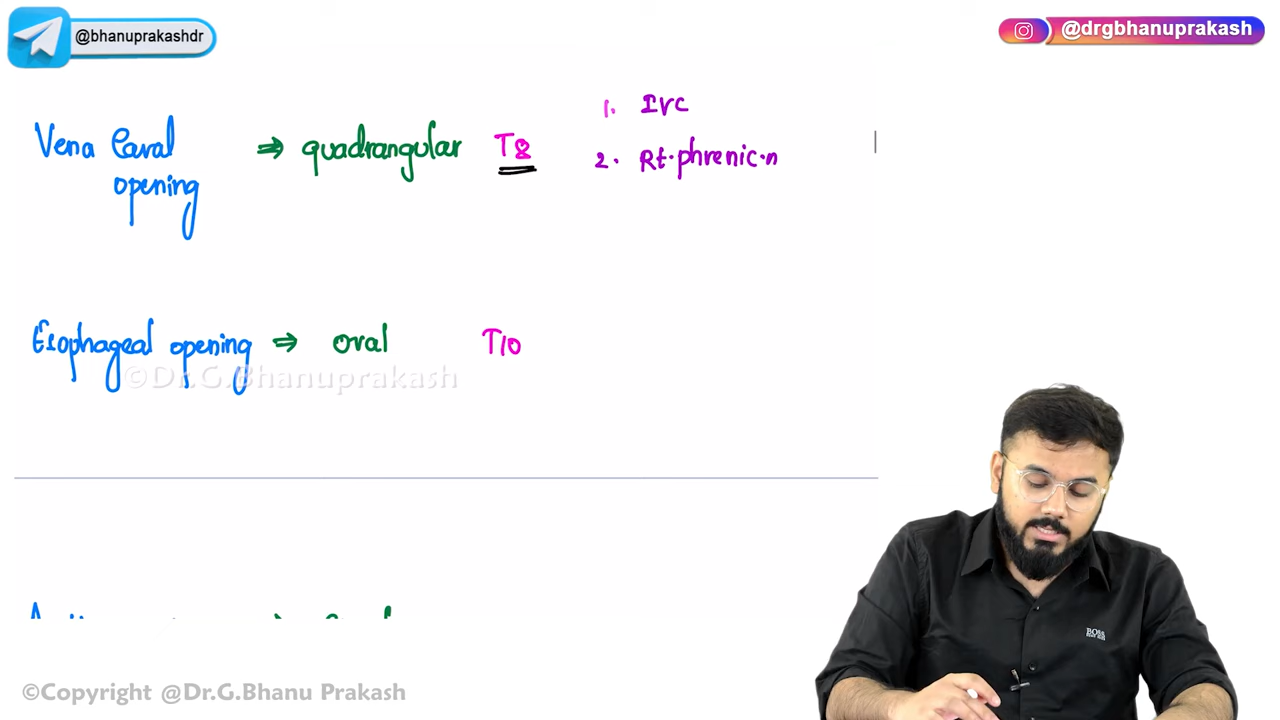 @bhanuprakashdr
@drgbhanuprakash
1. IVC
Vena Caval ⇒ quadrangular T8
2. Rt. phrenic. n
opening
Esophageal opening ⇒ oval T10
©Dr.G.Bhanuprakash
BOSS
©Copyright @Dr.G.Bhanu Prakash